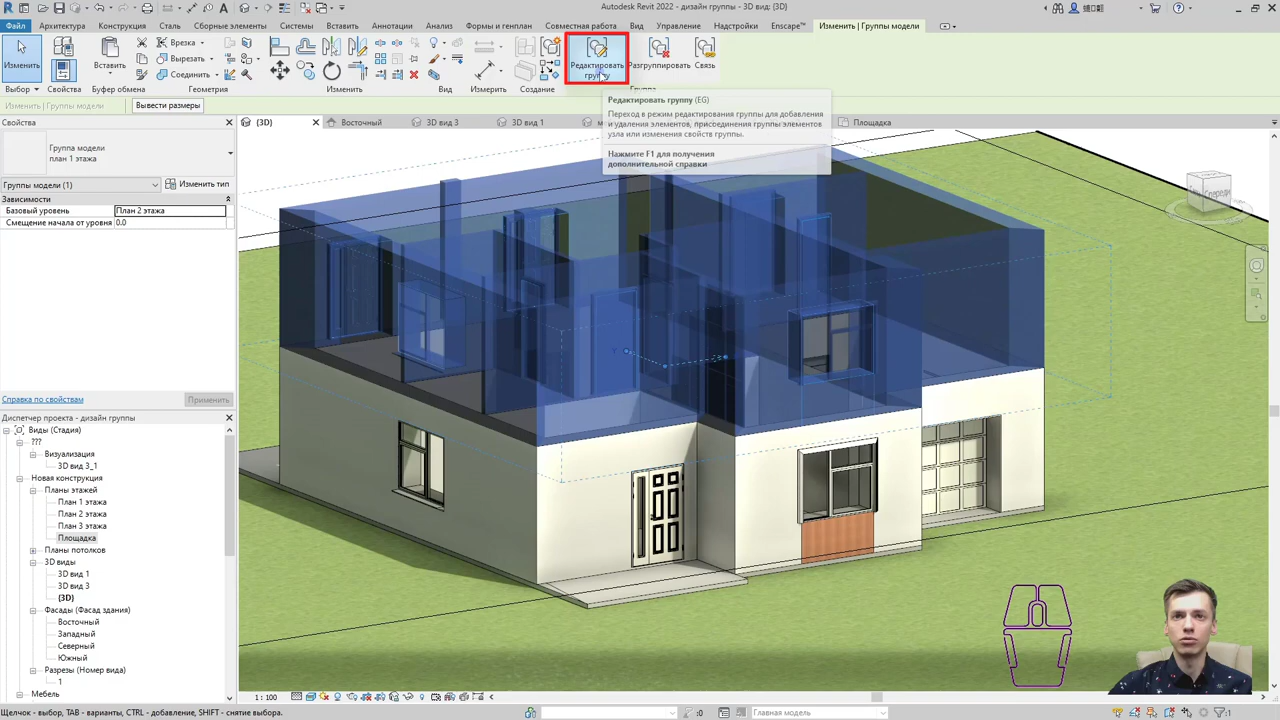 Autodesk Revit 2022 - 3D вид: {3D}
Файл
Архитектура
Конструкция
Сталь
Сборные элементы
Системы
Вставить
Аннотации
Анализ
Формы и генплан
Совместная работа
Вид
Управление
Надстройки
Enscape™
Изменить | Группы модели
Изменить
Вставить
Врезка
Вырезать
Соединить
Редактировать
группу
Разгруппировать
Связь
Выбор
Свойства
Буфер обмена
Геометрия
Изменить
Вид
Измерить
Создание
Группа
Изменить | Группы модели
Вывести размеры
Редактировать группу (EG)
Переход в режим редактирования группы для добавления
и удаления элементов, присоединения группы элементов
узла или изменения свойств группы.
Нажмите F1 для получения
дополнительной справки
Свойства
{3D}
Восточный
3D вид 3
3D вид 1
Площадка
Группа модели
план 1 этажа
Группы модели (1)
Изменить тип
Зависимости
Базовый уровень
План 2 этажа
Смещение начала от уровня
0.0
Спереди
Справка по свойствам
Применить
Диспетчер проекта - дизайн группы
Виды (Стадия)
???
Визуализация
3D вид 3_1
Новая конструкция
Планы этажей
План 1 этажа
План 2 этажа
План 3 этажа
Площадка
Планы потолков
3D виды
3D вид 1
3D вид 3
{3D}
Фасады (Фасад здания)
Восточный
Западный
Северный
Южный
Разрезы (Номер вида)
1
Мебель
1 : 100
Щелчок - выбор, TAB - варианты, CTRL - добавление, SHIFT - снятие выбора.
:0
Главная модель
:1